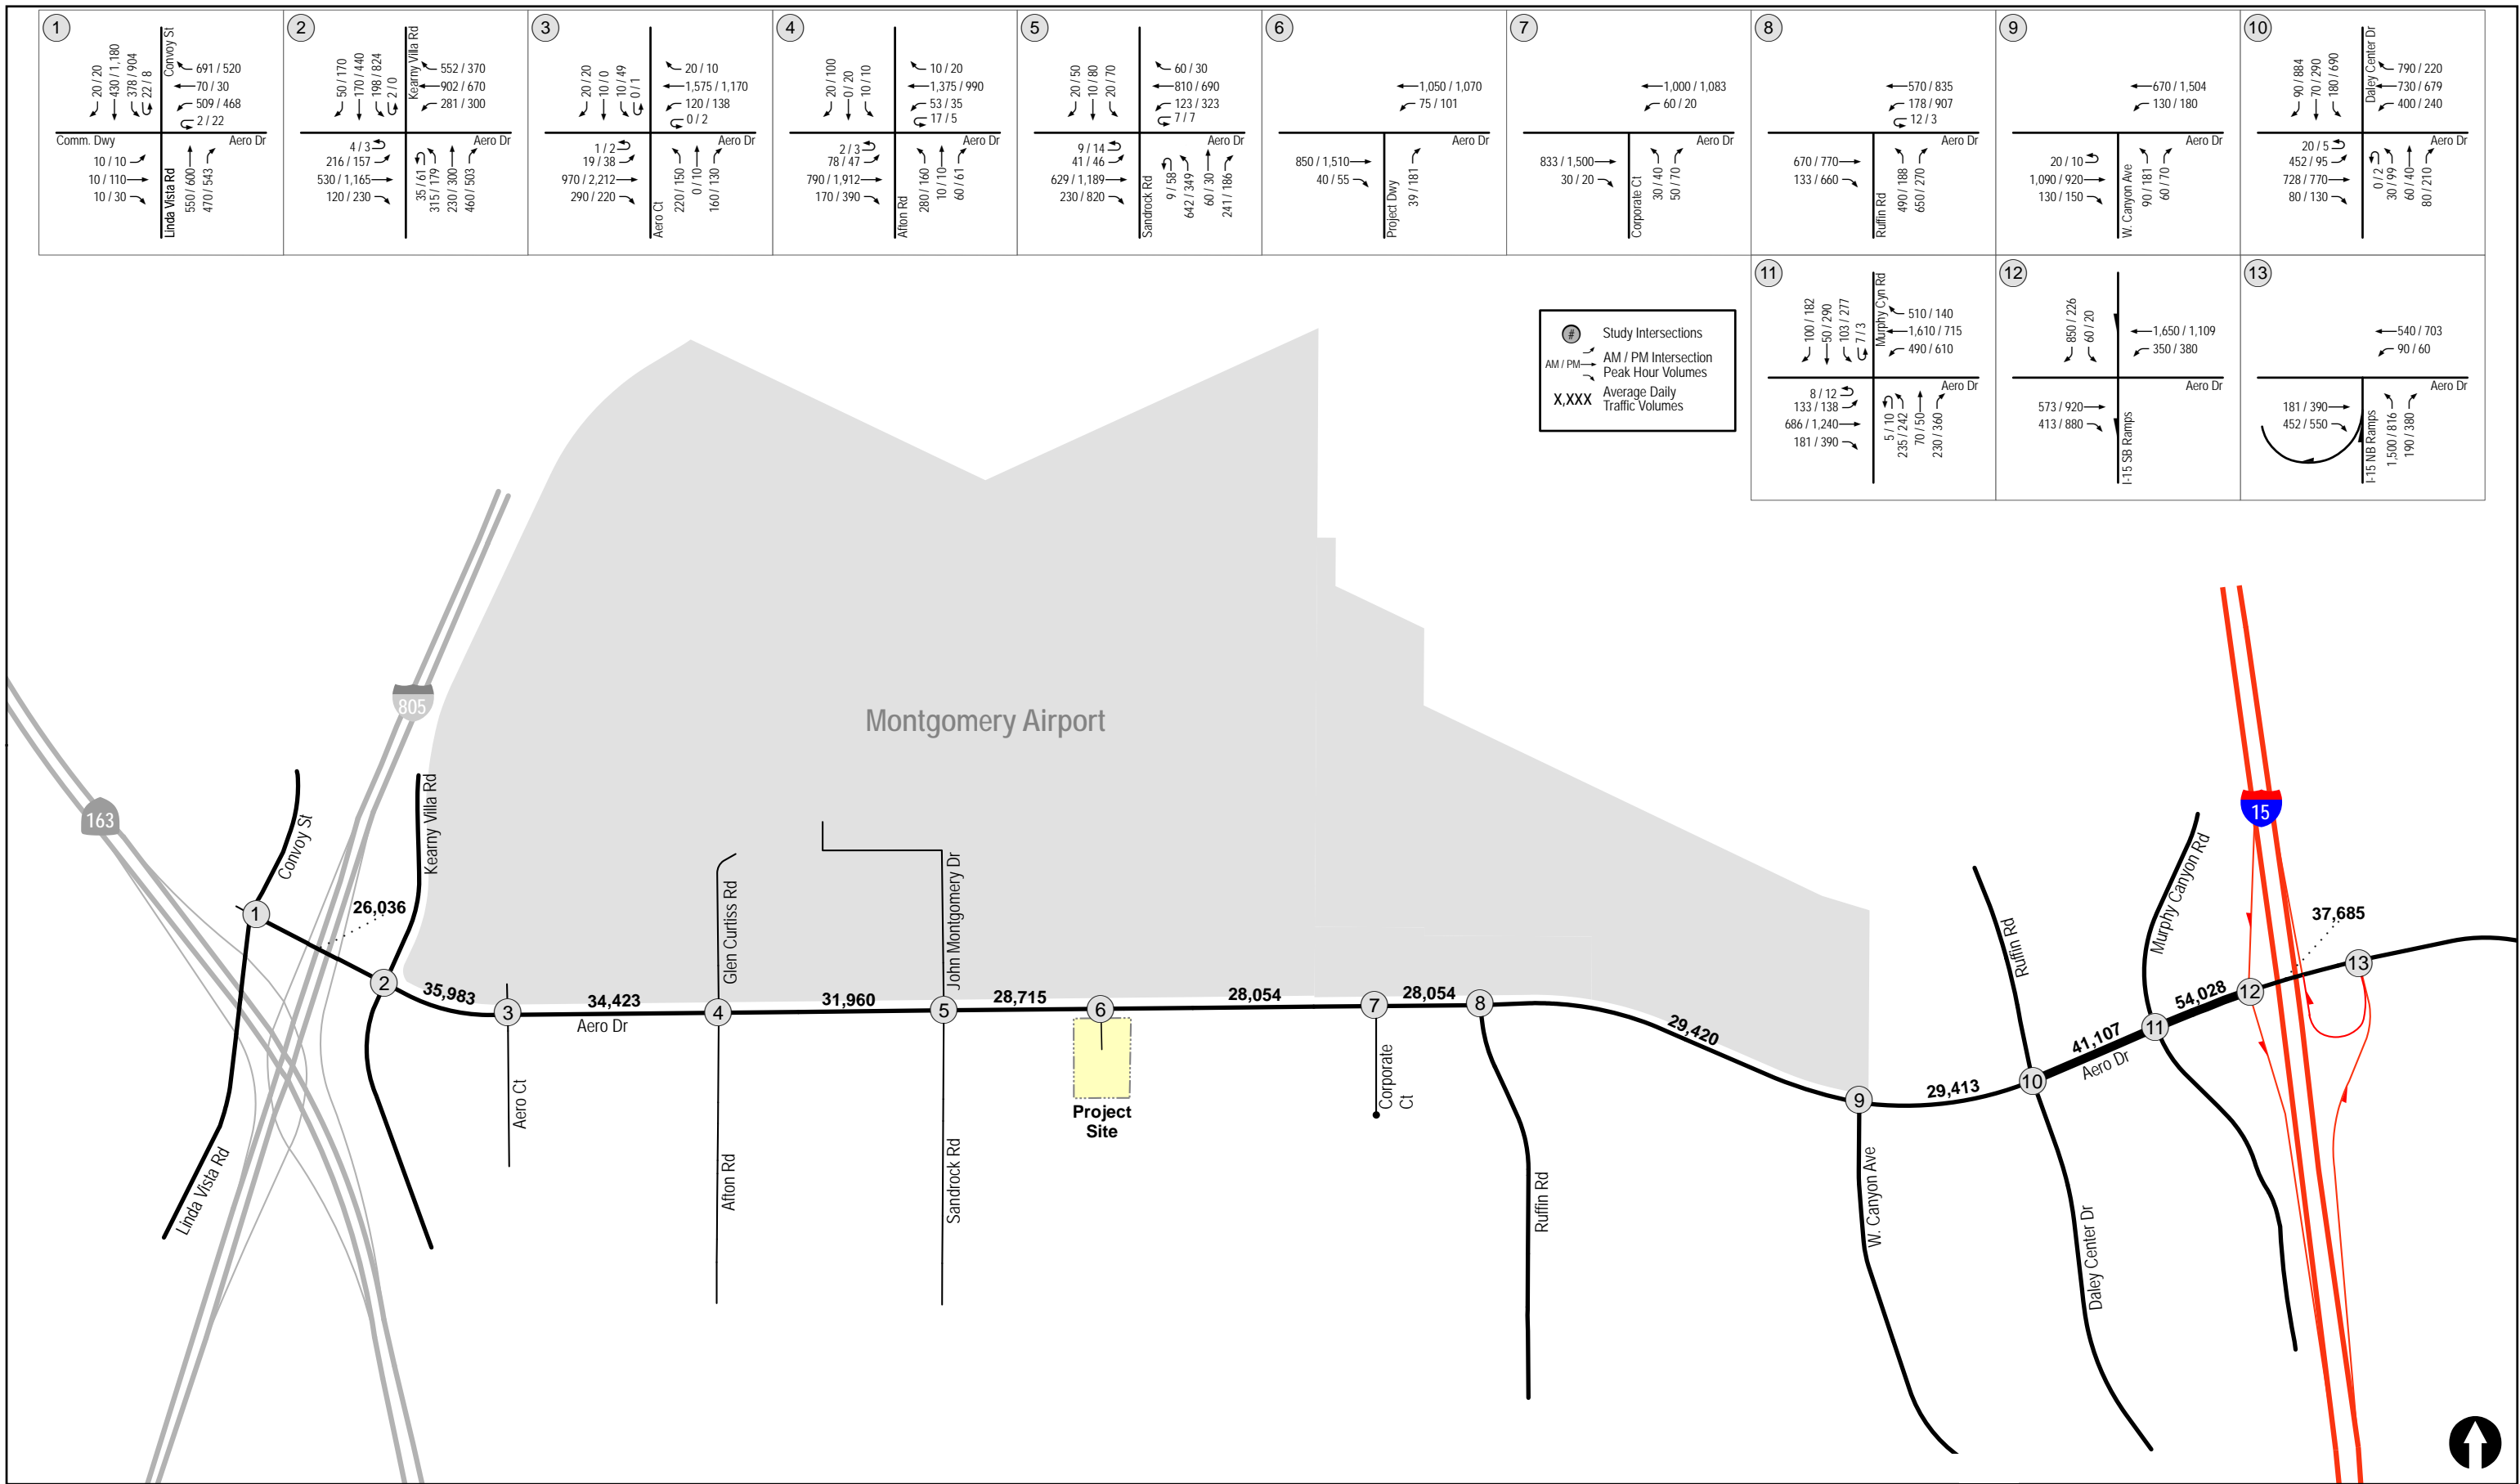 1
20 / 20
430 / 1,180
378 / 904
22 / 8
Convoy St
691 / 520
70 / 30
509 / 468
2 / 22
Comm. Dwy
Aero Dr
10 / 10
10 / 110
10 / 30
Linda Vista Rd
550 / 600
470 / 543
2
50 / 170
170 / 440
198 / 824
2 / 0
Kearny Villa Rd
552 / 370
902 / 670
281 / 300
Aero Dr
4 / 3
216 / 157
530 / 1,165
120 / 230
35 / 61
315 / 179
230 / 300
460 / 503
3
20 / 20
10 / 0
10 / 49
0 / 1
20 / 10
1,575 / 1,170
120 / 138
0 / 2
Aero Dr
1 / 2
19 / 38
970 / 2,212
290 / 220
Aero Ct
220 / 150
0 / 10
160 / 130
4
20 / 100
0 / 20
10 / 10
10 / 20
1,375 / 990
53 / 35
17 / 5
Aero Dr
2 / 3
78 / 47
790 / 1,912
170 / 390
Afton Rd
280 / 160
10 / 10
60 / 61
5
20 / 50
10 / 80
20 / 70
60 / 30
810 / 690
123 / 323
7 / 7
Aero Dr
9 / 14
41 / 46
629 / 1,189
230 / 820
Sandrock Rd
9 / 58
642 / 349
60 / 30
241 / 186
6
1,050 / 1,070
75 / 101
Aero Dr
850 / 1,510
40 / 55
Project Dwy
39 / 181
7
1,000 / 1,083
60 / 20
Aero Dr
833 / 1,500
30 / 20
Corporate Ct
30 / 40
50 / 70
8
570 / 835
178 / 907
12 / 3
Aero Dr
670 / 770
133 / 660
Ruffin Rd
490 / 188
650 / 270
9
670 / 1,504
130 / 180
Aero Dr
20 / 10
1,090 / 920
130 / 150
W. Canyon Ave
90 / 181
60 / 70
10
90 / 884
70 / 290
180 / 690
Daley Center Dr
790 / 220
730 / 679
400 / 240
Aero Dr
20 / 5
452 / 95
728 / 770
80 / 130
0 / 2
30 / 99
60 / 40
80 / 210
11
100 / 182
50 / 290
103 / 277
7 / 3
Murphy Cyn Rd
510 / 140
1,610 / 715
490 / 610
Aero Dr
8 / 12
133 / 138
686 / 1,240
181 / 390
5 / 10
235 / 242
70 / 50
230 / 360
12
850 / 226
60 / 20
1,650 / 1,109
350 / 380
Aero Dr
573 / 920
413 / 880
I-15 SB Ramps
13
540 / 703
90 / 60
Aero Dr
181 / 390
452 / 550
I-15 NB Ramps
1,500 / 816
190 / 380
# Study Intersections
AM / PM AM / PM Intersection
Peak Hour Volumes
X,XXX Average Daily
Traffic Volumes
Montgomery Airport
805
163
15
Convoy St
Kearny Villa Rd
Glen Curtiss Rd
John Montgomery Dr
Ruffin Rd
Murphy Canyon Rd
26,036
37,685
1
2
35,983
3
34,423
Aero Dr
4
31,960
5
28,715
6
28,054
7
28,054
8
29,420
9
29,413
10
41,107
Aero Dr
11
54,028
12
13
Project
Site
Linda Vista Rd
Aero Ct
Afton Rd
Sandrock Rd
Corporate
Ct
Ruffin Rd
W. Canyon Ave
Daley Center Dr